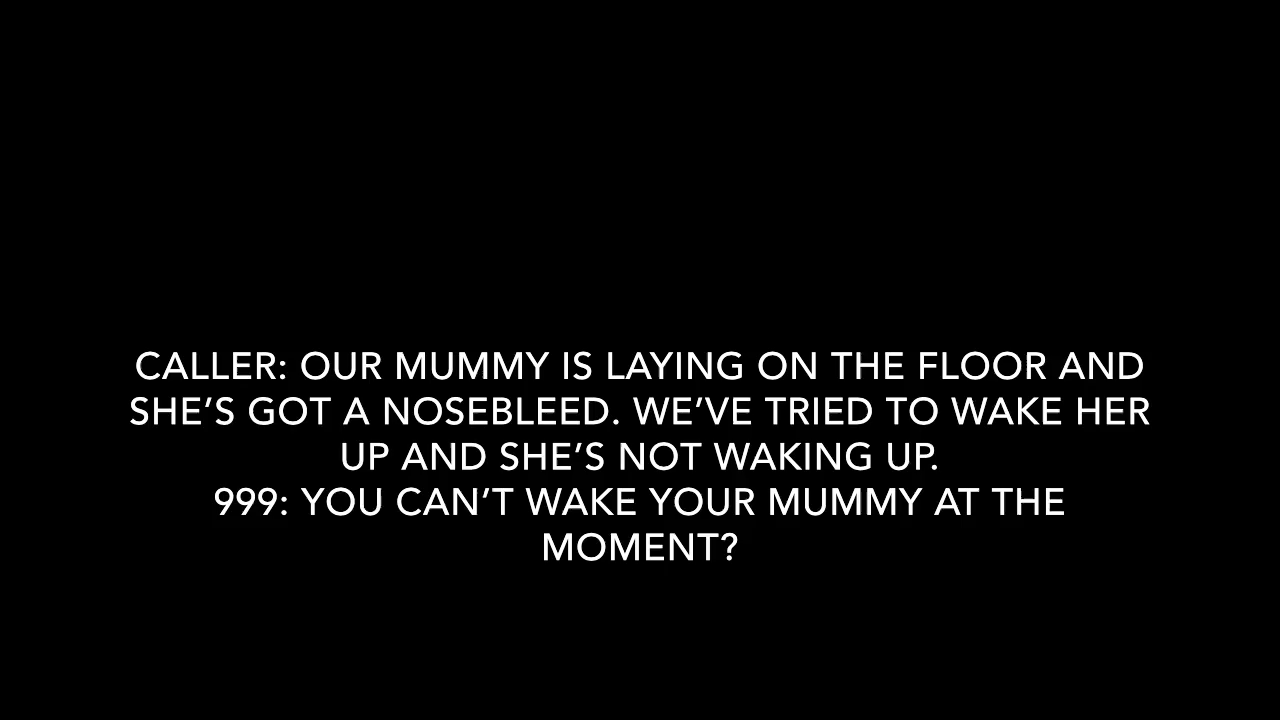 CALLER: OUR MUMMY IS LAYING ON THE FLOOR AND
SHE’S GOT A NOSEBLEED. WE’VE TRIED TO WAKE HER
UP AND SHE’S NOT WAKING UP.
999: YOU CAN’T WAKE YOUR MUMMY AT THE
MOMENT?